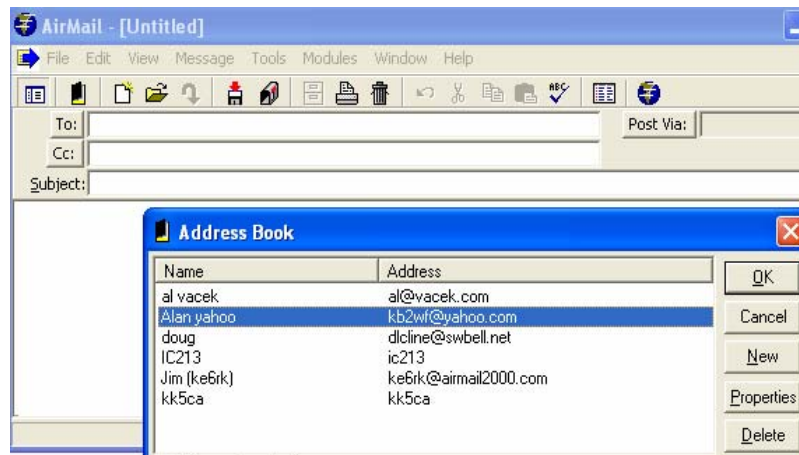 AirMail - [Untitled]
File Edit View Message Tools Modules Window Help
ABC
To:
Post Via:
Cc:
Subject:
Address Book
Name Address
OK
al vacek al@vacek.com
Alan yahoo kb2wf@yahoo.com
Cancel
doug dlcline@swbell.net
IC213 ic213
New
Jim (ke6rk) ke6rk@airmail2000.com
kk5ca kk5ca
Properties
Delete